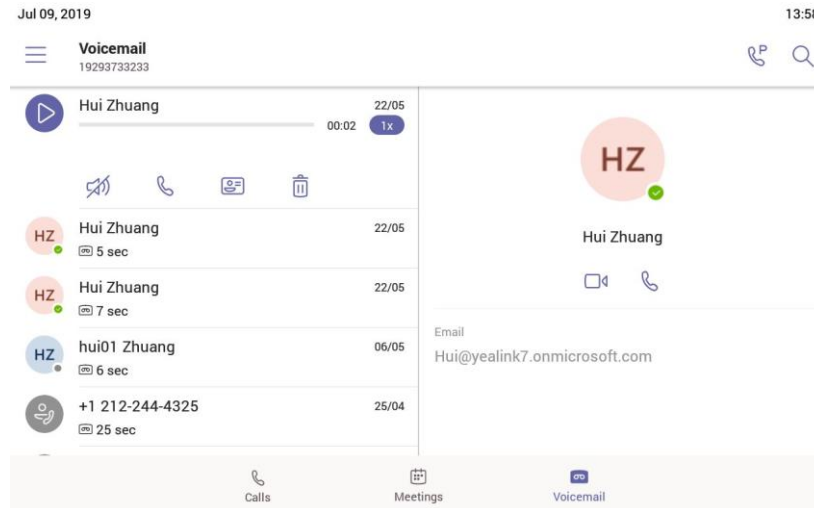 Jul 09, 2019
13:58
Voicemail
19293733233
P
Hui Zhuang
22/05
00:02
1x
HZ
Hui Zhuang
22/05
5 sec
HZ
Hui Zhuang
22/05
7 sec
HZ
hui01 Zhuang
06/05
6 sec
+1 212-244-4325
25/04
25 sec
HZ
Hui Zhuang
Email
Hui@yealink7.onmicrosoft.com
Calls
Meetings
Voicemail